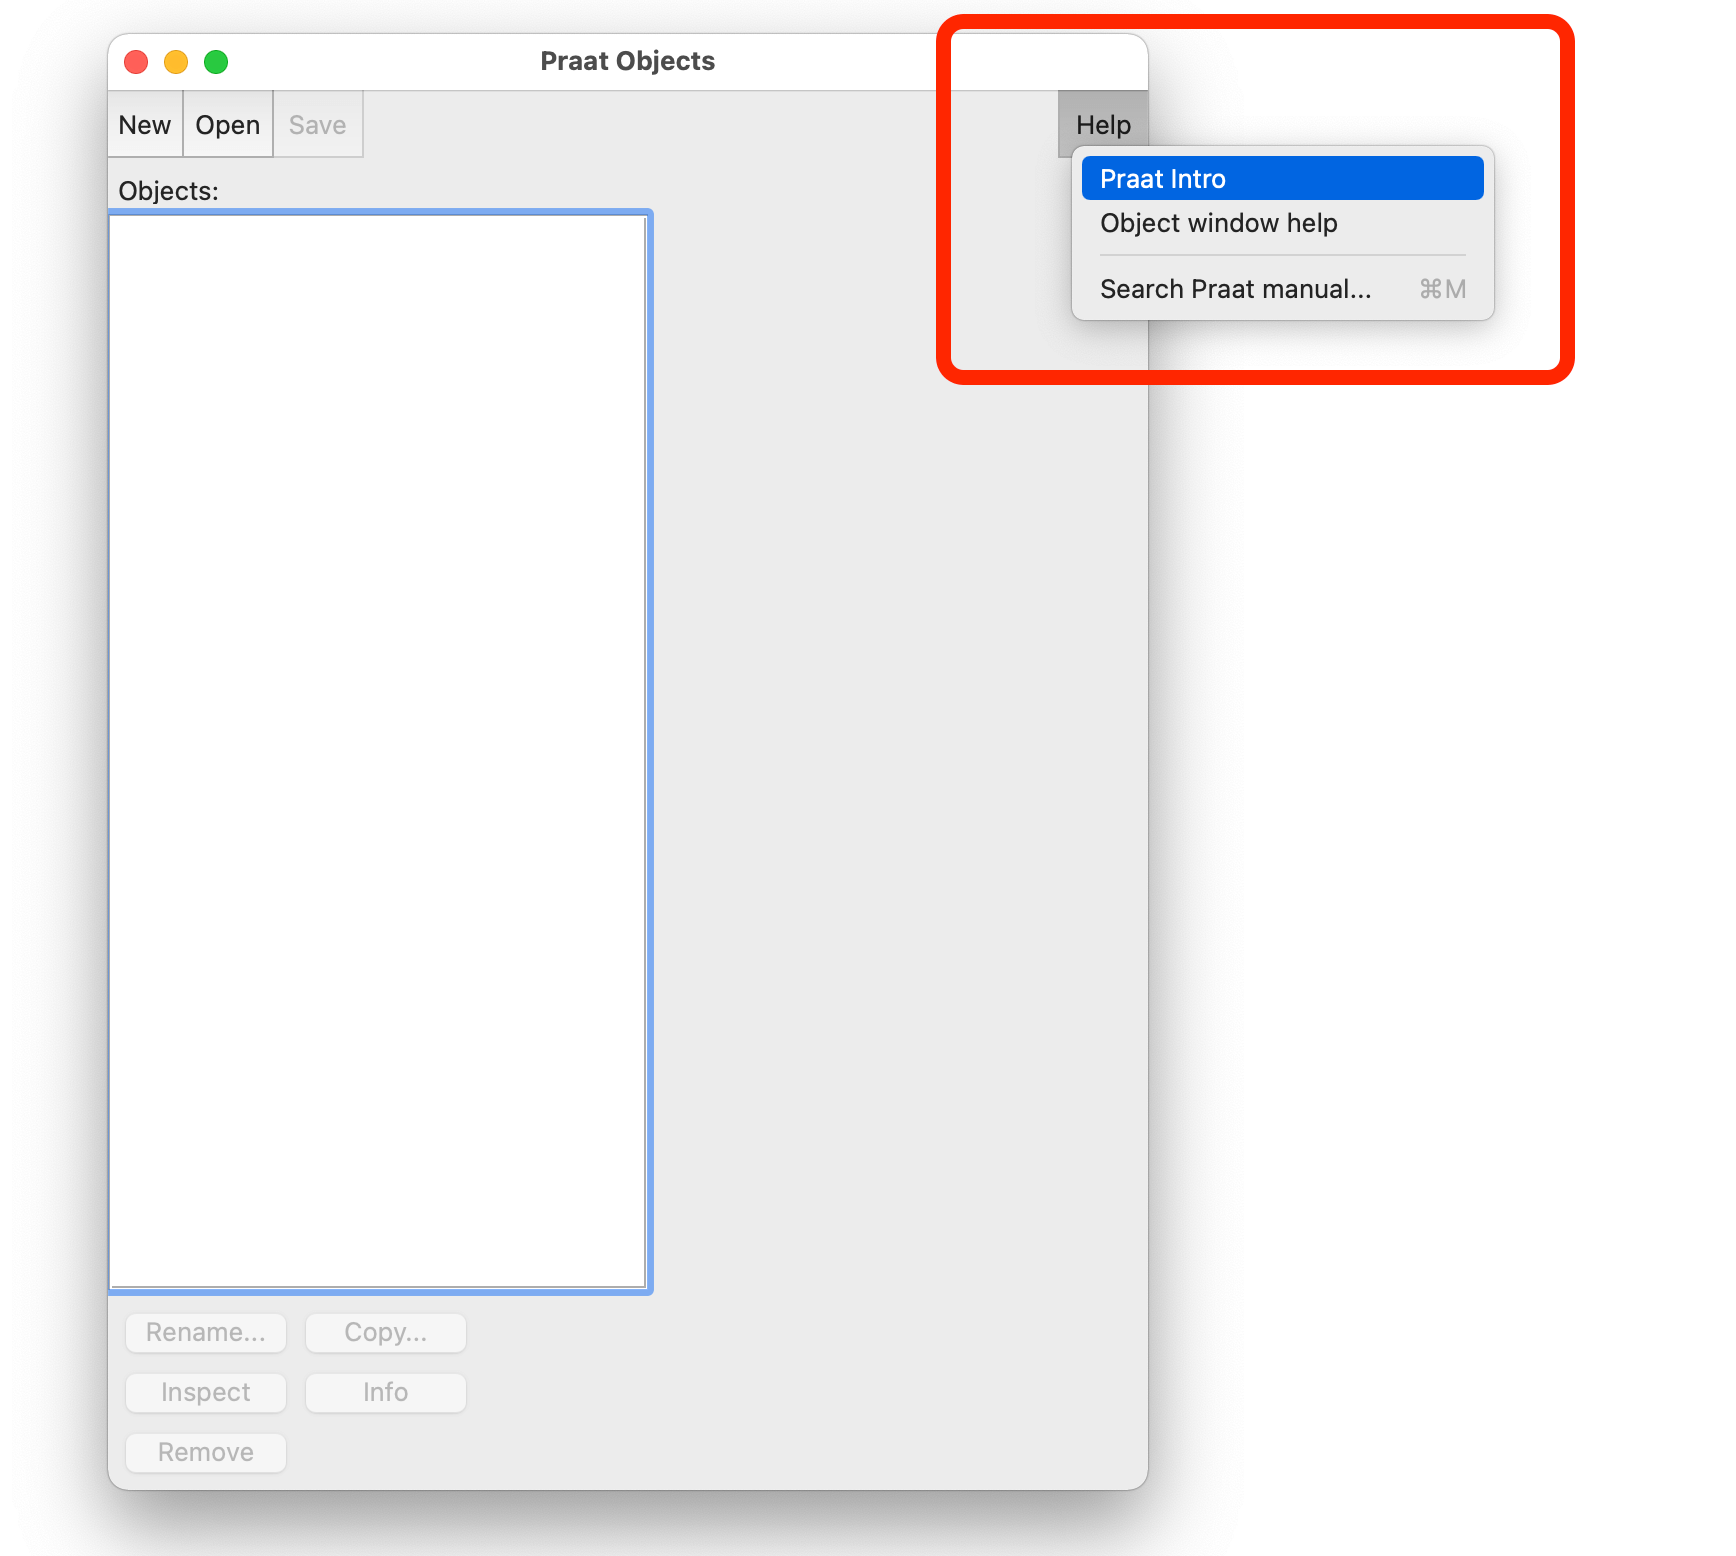 Praat Objects
New Open Save Help
Praat Intro
Objects:
Object window help
Search Praat manual... ⌘M
Rename... Copy...
Inspect Info
Remove